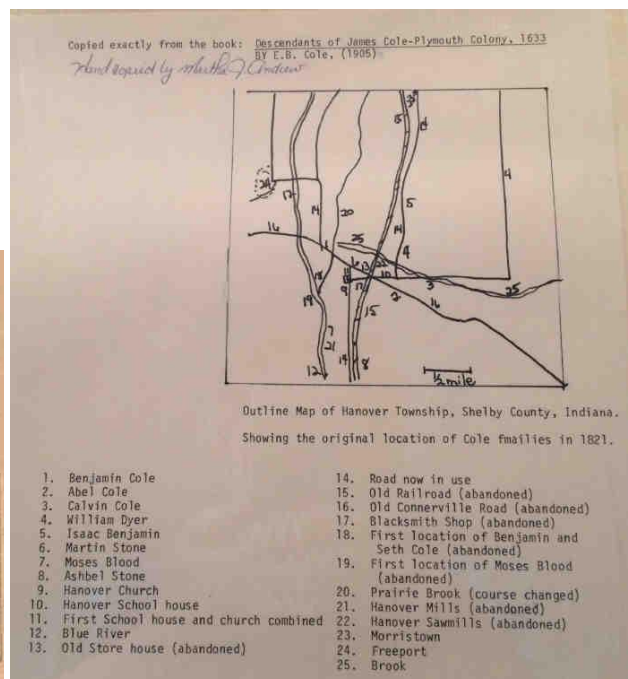 Copied exactly from the book: Descendants of James Cole-Plymouth Colony, 1633
BY E.B. Cole, (1905)
Hand copied by Martha J. Andrew
½ mile
Outline Map of Hanover Township, Shelby County, Indiana.
Showing the original location of Cole fmailies in 1821.
1. Benjamin Cole
2. Abel Cole
3. Calvin Cole
4. William Dyer
5. Isaac Benjamin
6. Martin Stone
7. Moses Blood
8. Ashbel Stone
9. Hanover Church
10. Hanover School house
11. First School house and church combined
12. Blue River
13. Old Store house (abandoned)
14. Road now in use
15. Old Railroad (abandoned)
16. Old Connerville Road (abandoned)
17. Blacksmith Shop (abandoned)
18. First location of Benjamin and
Seth Cole (abandoned)
19. First location of Moses Blood
(abandoned)
20. Prairie Brook (course changed)
21. Hanover Mills (abandoned)
22. Hanover Sawmills (abandoned)
23. Morristown
24. Freeport
25. Brook